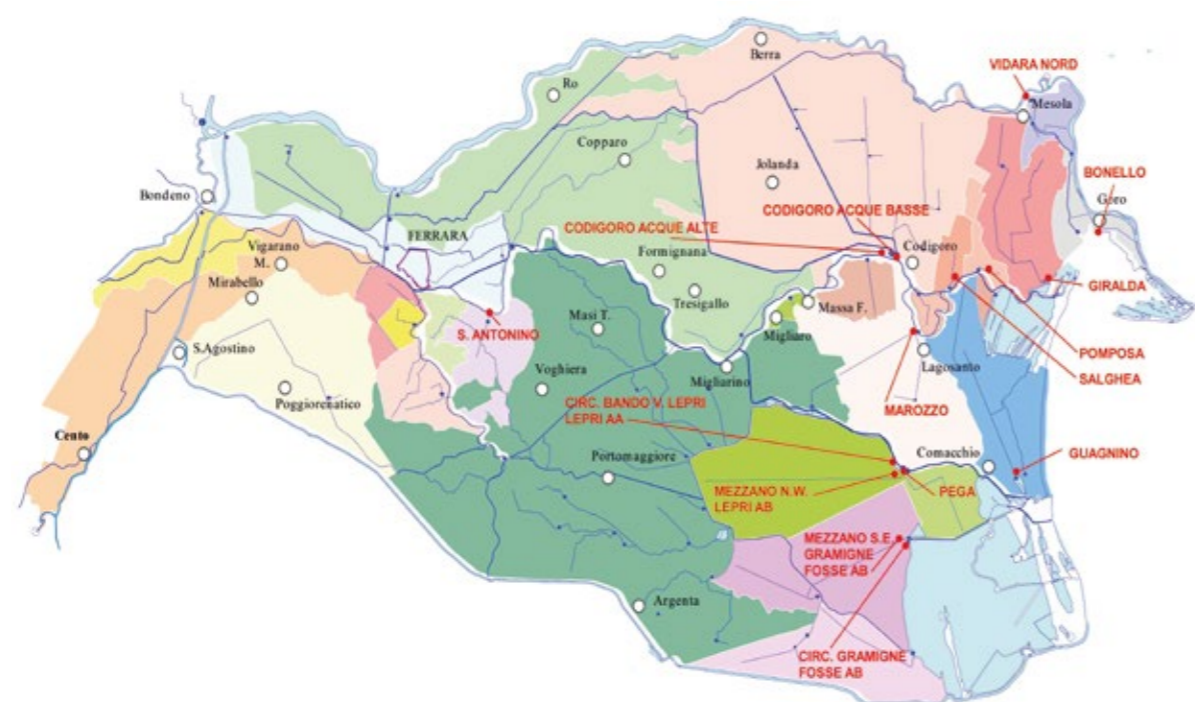 Berra
VIDARA NORD
Ro
Mesola
Copparo
Jolanda
BONELLO
Bondeno
Goro
CODIGORO ACQUE BASSE
CODIGORO ACQUE ALTE
FERRARA
Vigarano
M.
Formignana
Codigoro
Mirabello
Tresigallo
GIRALDA
Massa F.
Masi T.
S. ANTONINO
Migliaro
S.Agostino
POMPOSA
Lagosanto
Voghiera
Migliarino
SALGHEA
Poggiorenatico
MAROZZO
CIRC. BANDO V. LEPRI
LEPRI AA
Cento
Portomaggiore
Comacchio
GUAGNINO
MEZZANO N.W.
LEPRI AB
PEGA
MEZZANO S.E.
GRAMIGNE
FOSSE AB
Argenta
CIRC. GRAMIGNE
FOSSE AB